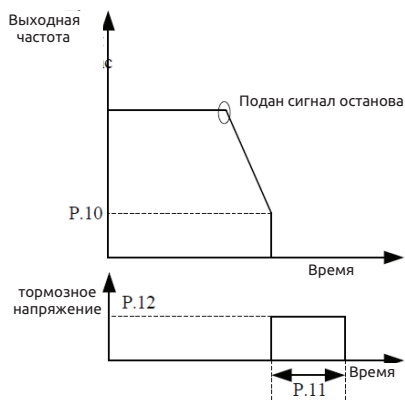 Выходная
частота
с
Подан сигнал останова
P.10
Время
тормозное
напряжение
P.12
Время
P.11